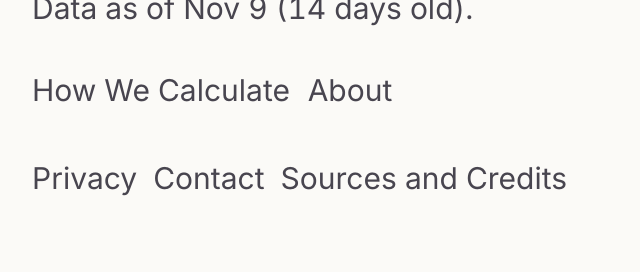 Data as of Nov 9 (14 days old).
How We Calculate About
Privacy Contact Sources and Credits